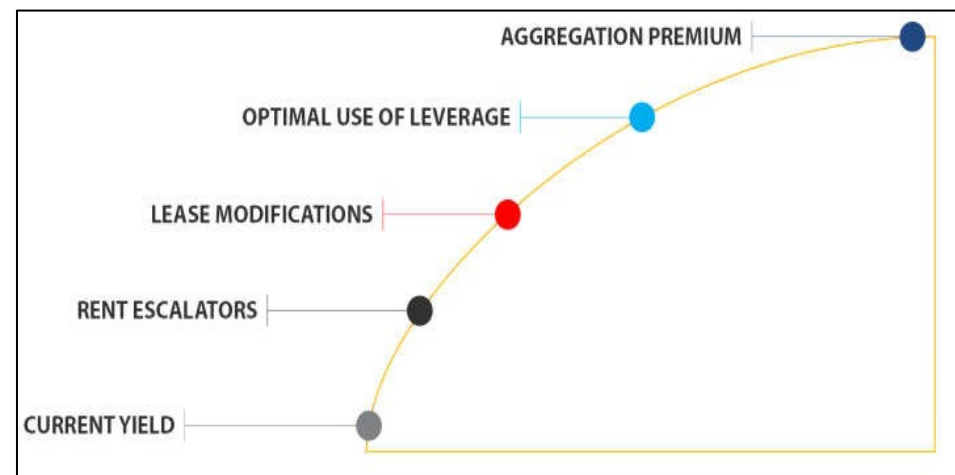 AGGREGATION PREMIUM
OPTIMAL USE OF LEVERAGE
LEASE MODIFICATIONS
RENT ESCALATORS
CURRENT YIELD